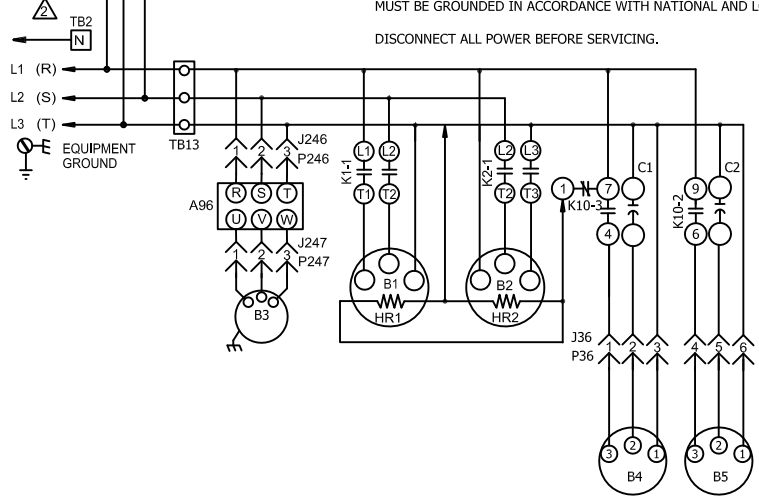 MUST BE GROUNDED IN ACCORDANCE WITH NATIONAL AND
2
TB2
N
DISCONNECT ALL POWER BEFORE SERVICING.
L1 (R)
L2 (S)
L3 (T)
EQUIPMENT
GROUND
TB13
J246
1 2 3
P246
K1-1
L1 L2
T1 T2
K2-1
L2 L3
T2 T3
1
K10-3
7
4
C1
K10-2
9
6
C2
A96
R S T
U V W
J247
1 2 3
P247
B3
B1
HR1
B2
HR2
J36
1 2 3 4 5 6
P36
3 2 1
B4
3 2 1
B5